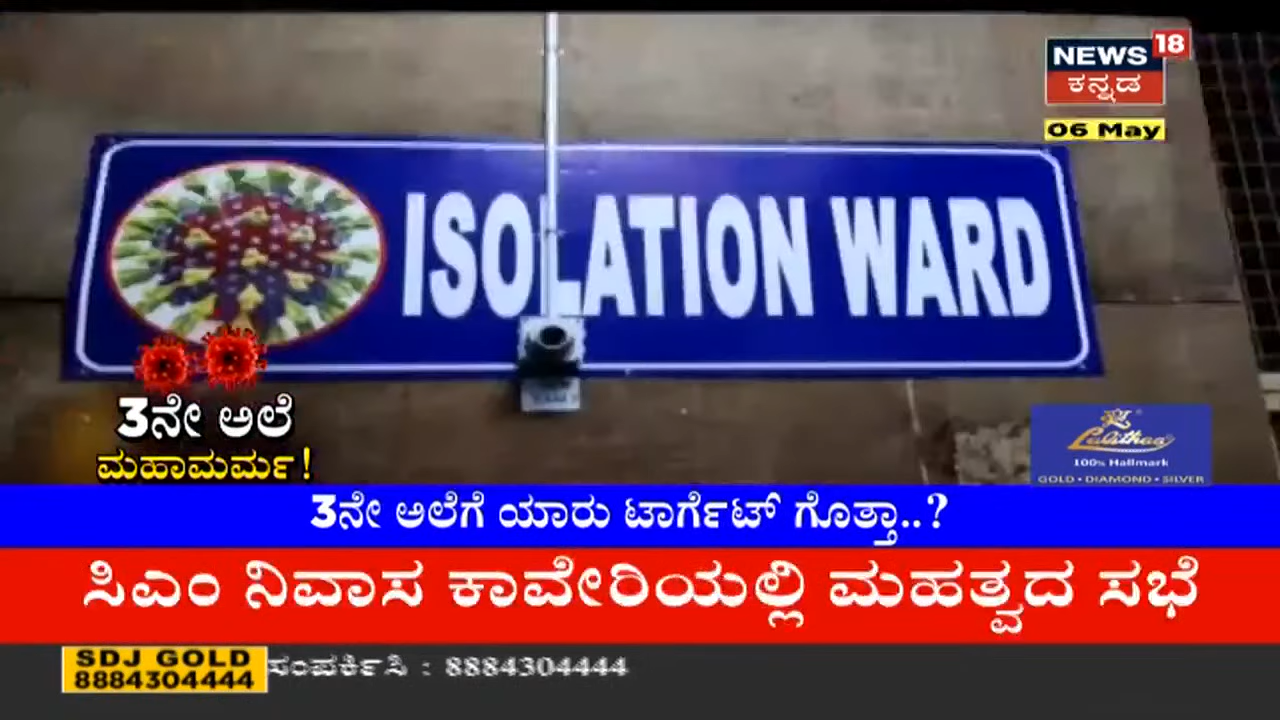 NEWS 18
ಕನ್ನಡ
06 May
ISOLATION WARD
3ನೇ ಅಲೆ
ಮಹಾಮರ್ಮ!
Lalithaa
100% Hallmark
GOLD • DIAMOND • SILVER
3ನೇ ಅಲೆಗೆ ಯಾರು ಟಾರ್ಗೆಟ್ ಗೊತ್ತಾ..?
ಸಿಎಂ ನಿವಾಸ ಕಾವೇರಿಯಲ್ಲಿ ಮಹತ್ವದ ಸಭೆ
SDJ GOLD
8884304444
ಸಂಪರ್ಕಿಸಿ : 8884304444